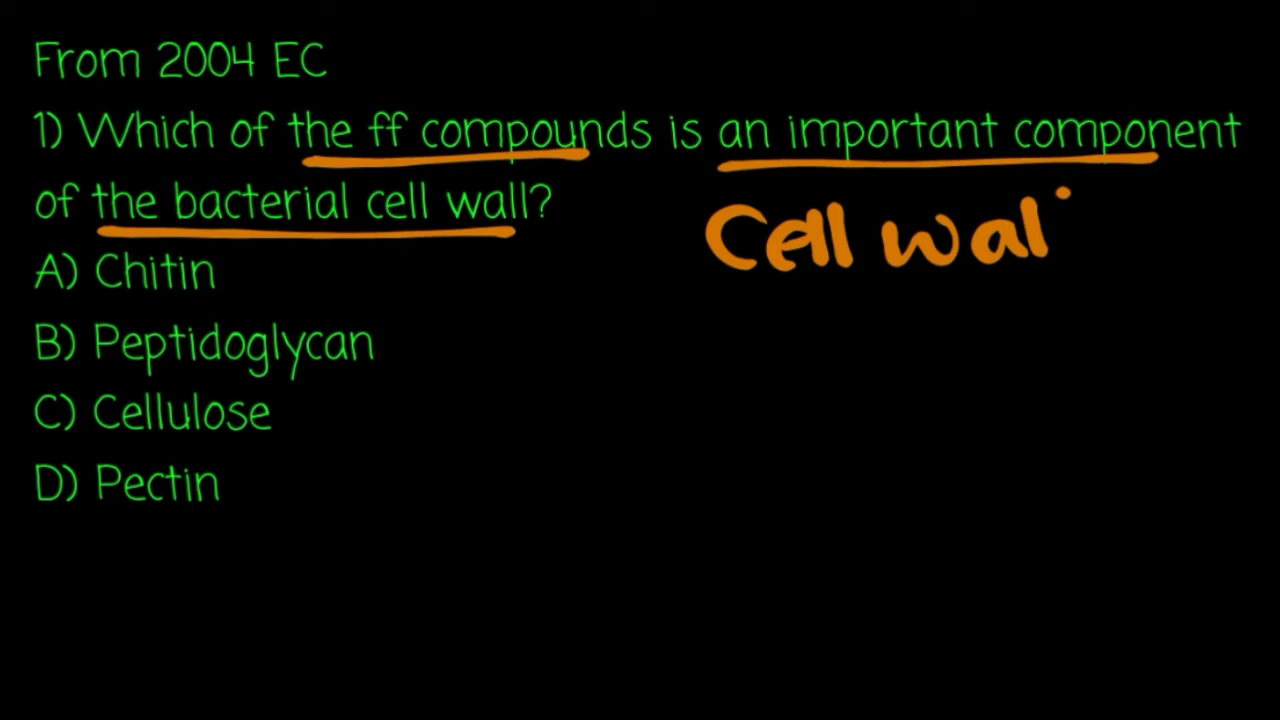 From 2004 EC
1) Which of the ff compounds is an important component
of the bacterial cell wall?
Cell wal
A) Chitin
B) Peptidoglycan
C) Cellulose
D) Pectin